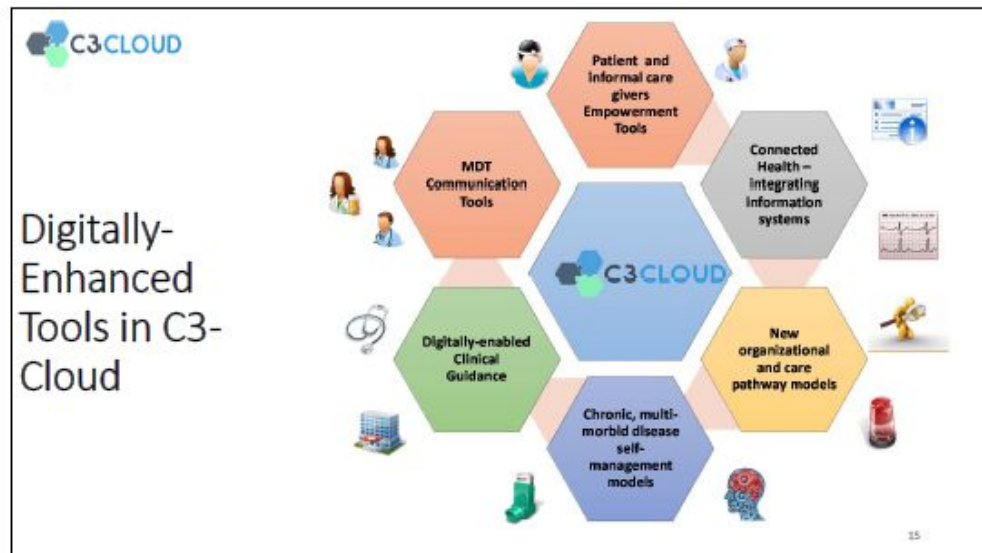 C3CLOUD
Digitally-
Enhanced
Tools in C3-
Cloud
Patient and
informal care
givers
Empowerment
Tools
MDT
Communication
Tools
Connected
Health –
integrating
information
systems
C3CLOUD
Digitally-enabled
Clinical
Guidance
New
organizational
and care
pathway models
Chronic, multi-
morbid disease
self-
management
models
15